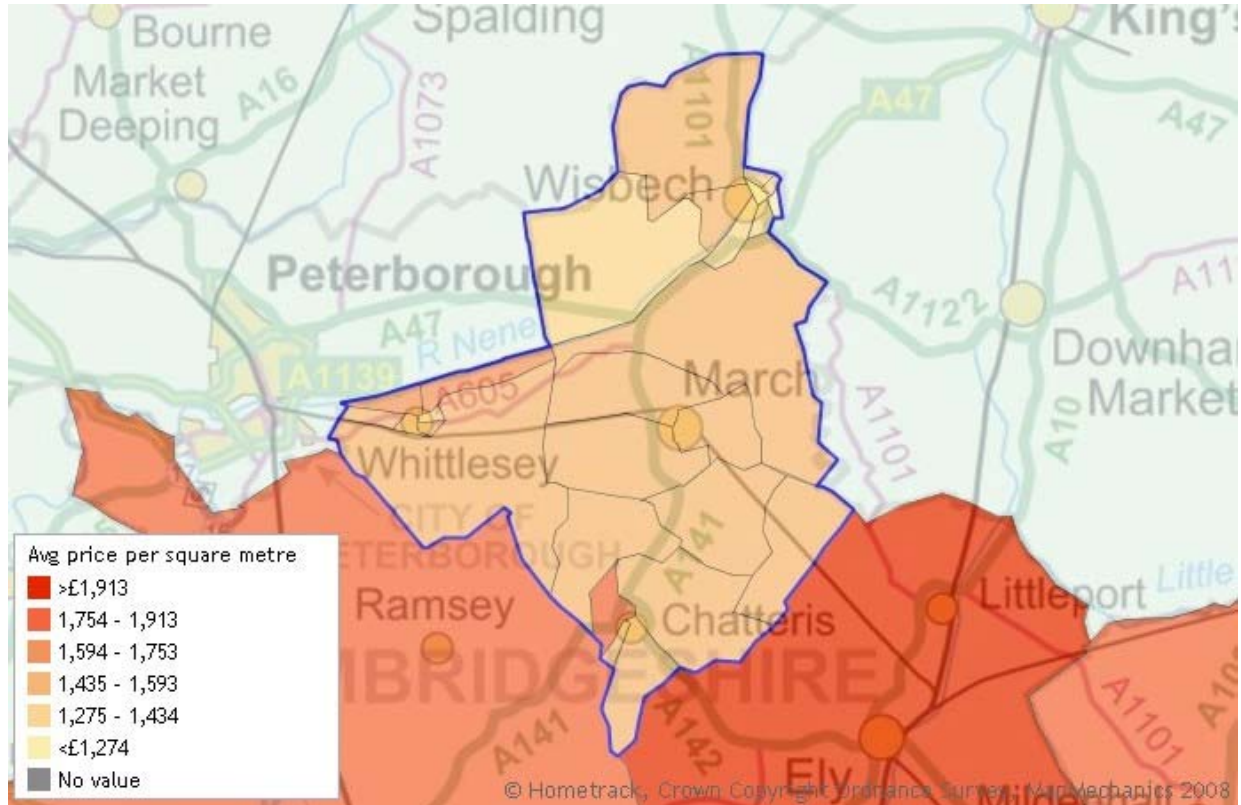 Spalding
King's
Bourne
Market
Deeping
A16
A1073
A1101
A47
A47
Wisbech
Peterborough
A47
R Nene
A1139
A605
March
A1122
Downha
Market
A1101
A10
Whittlesey
CITY OF
PETERBOROUGH
A141
Ramsey
Chatteris
Littleport
Little
MBRIDGESHIRE
A141
A142
A1101
Ely
Avg price per square metre
>£1,913
1,754 - 1,913
1,594 - 1,753
1,435 - 1,593
1,275 - 1,434
<£1,274
No value
© Hometrack, Crown Copyright Ordnance Survey, MapMechanics 2008